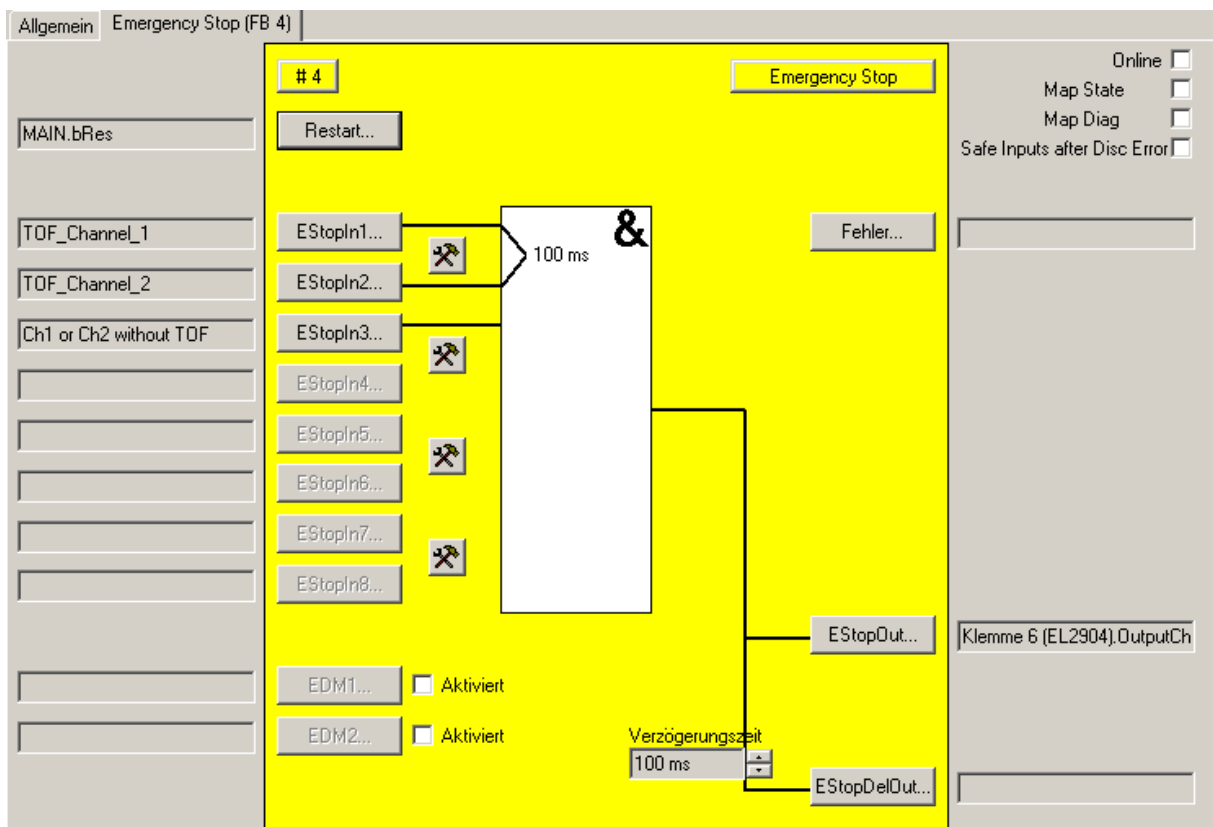 Allgemein
Emergency Stop (FB 4)
# 4
Emergency Stop
Online
Map State
Map Diag
Safe Inputs after Disc Error
MAIN.bRes
Restart...
TOF_Channel_1
EStopIn1...
&
Fehler...
100 ms
TOF_Channel_2
EStopIn2...
Ch1 or Ch2 without TOF
EStopIn3...
EStopIn4...
EStopIn5...
EStopIn6...
EStopIn7...
EStopIn8...
EStopOut...
Klemme 6 (EL2904).OutputCh
EDM1...
Aktiviert
EDM2...
Aktiviert
Verzögerungszeit
100 ms
EStopDelOut...